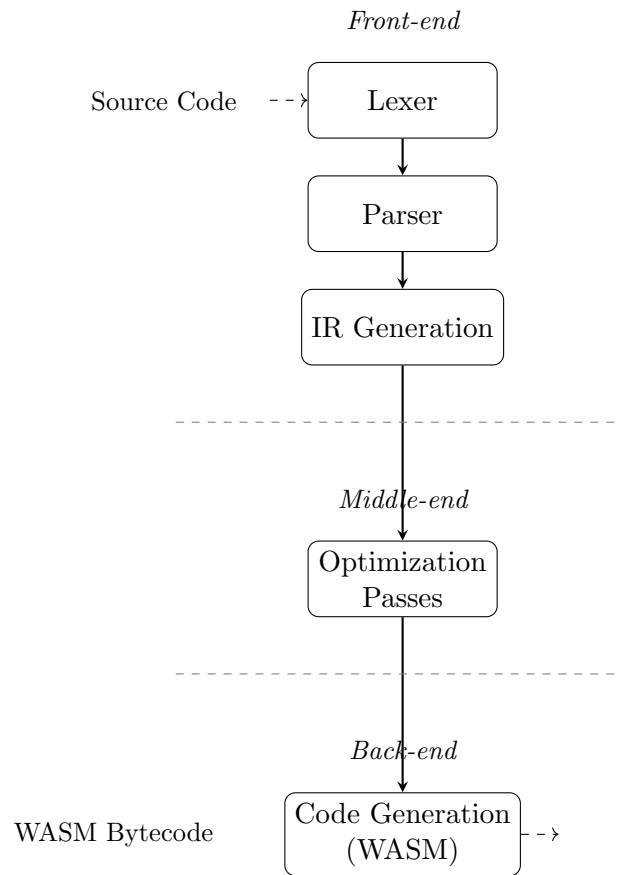 Front-end
Source Code
Lexer
Parser
IR Generation
Middle-end
Optimization
Passes
Back-end
WASM Bytecode
Code Generation
(WASM)